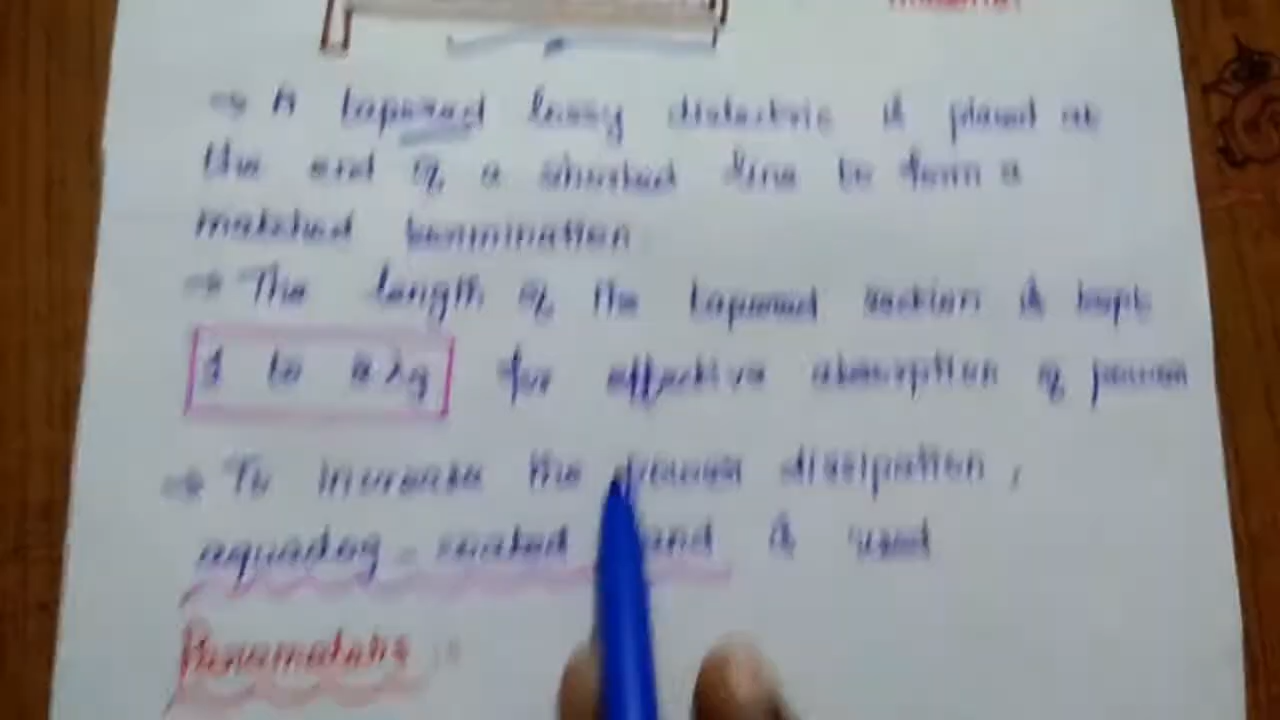 → A tapered lossy dielectric is placed at
the end of a shorted line to form a
matched termination.
→ The length of the tapered section is kept
1 to 2λg for effective absorption of power
→ To increase the power dissipation,
aquadag-coated sand is used
Parameters :